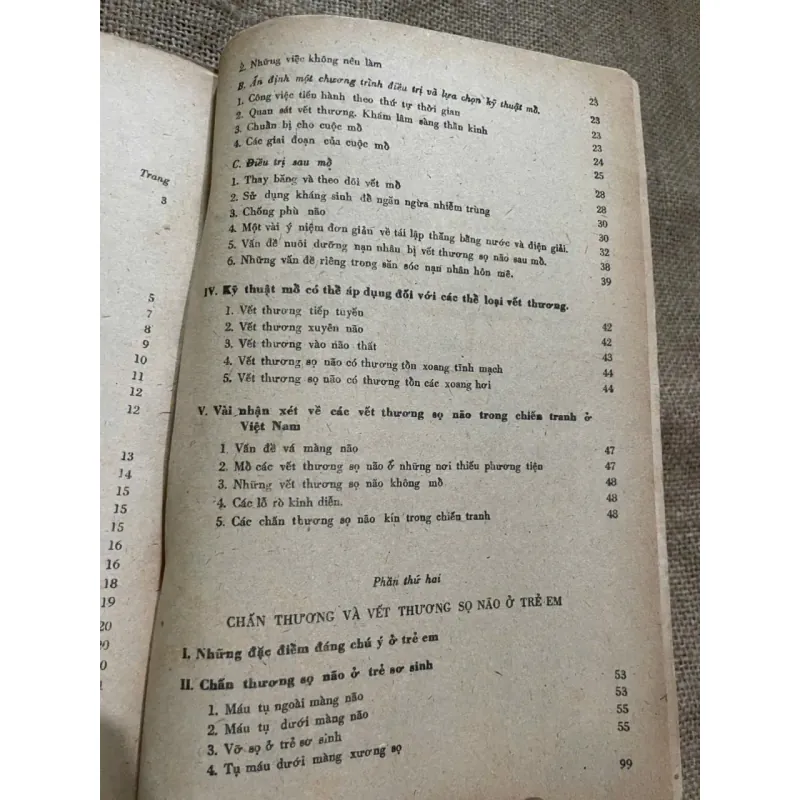 Trang
3
5
7
8
9
10
11
12
12
13
14
15
15
15
16
16
18
19
20
0
2. Những việc không nên làm
B. Ấn định một chương trình điều trị và lựa chọn kỹ thuật mổ. 23
1. Công việc tiến hành theo thứ tự thời gian 23
2. Quan sát vết thương. Khám lâm sàng thần kinh 23
3. Chuẩn bị cho cuộc mổ 23
4. Các giai đoạn của cuộc mổ 24
C. Điều trị sau mổ 25
1. Thay băng và theo dõi vết mổ 28
2. Sử dụng kháng sinh để ngăn ngừa nhiễm trùng 28
3. Chống phù não 30
4. Một vài ý niệm đơn giản về tái lập thăng bằng nước và điện giải. 30
5. Vấn đề nuôi dưỡng nạn nhân bị vết thương sọ não sau mổ. 32
6. Những vấn đề riêng trong săn sóc nạn nhân hôn mê. 38
39
IV. Kỹ thuật mổ có thể áp dụng đối với các thể loại vết thương.
1. Vết thương tiếp tuyến 42
2. Vết thương xuyên não 42
3. Vết thương vào não thất 43
4. Vết thương sọ não có thương tổn xoang tĩnh mạch 44
5. Vết thương sọ não có thương tổn các xoang hơi 44
V. Vài nhận xét về các vết thương sọ não trong chiến tranh ở
Việt Nam
1. Vấn đề vá màng não 47
2. Mổ các vết thương sọ não ở những nơi thiếu phương tiện 47
3. Những vết thương sọ não không mổ 48
4. Các lỗ rò kinh diễn. 48
5. Các chấn thương sọ não kín trong chiến tranh 48
Phần thứ hai
CHẤN THƯƠNG VÀ VẾT THƯƠNG SỌ NÃO Ở TRẺ EM
I. Những đặc điểm đáng chú ý ở trẻ em
II. Chấn thương sọ não ở trẻ sơ sinh 53
1. Máu tụ ngoài màng não 53
2. Máu tụ dưới màng não 55
3. Vỡ sọ ở trẻ sơ sinh 55
4. Tụ máu dưới màng xương sọ
99